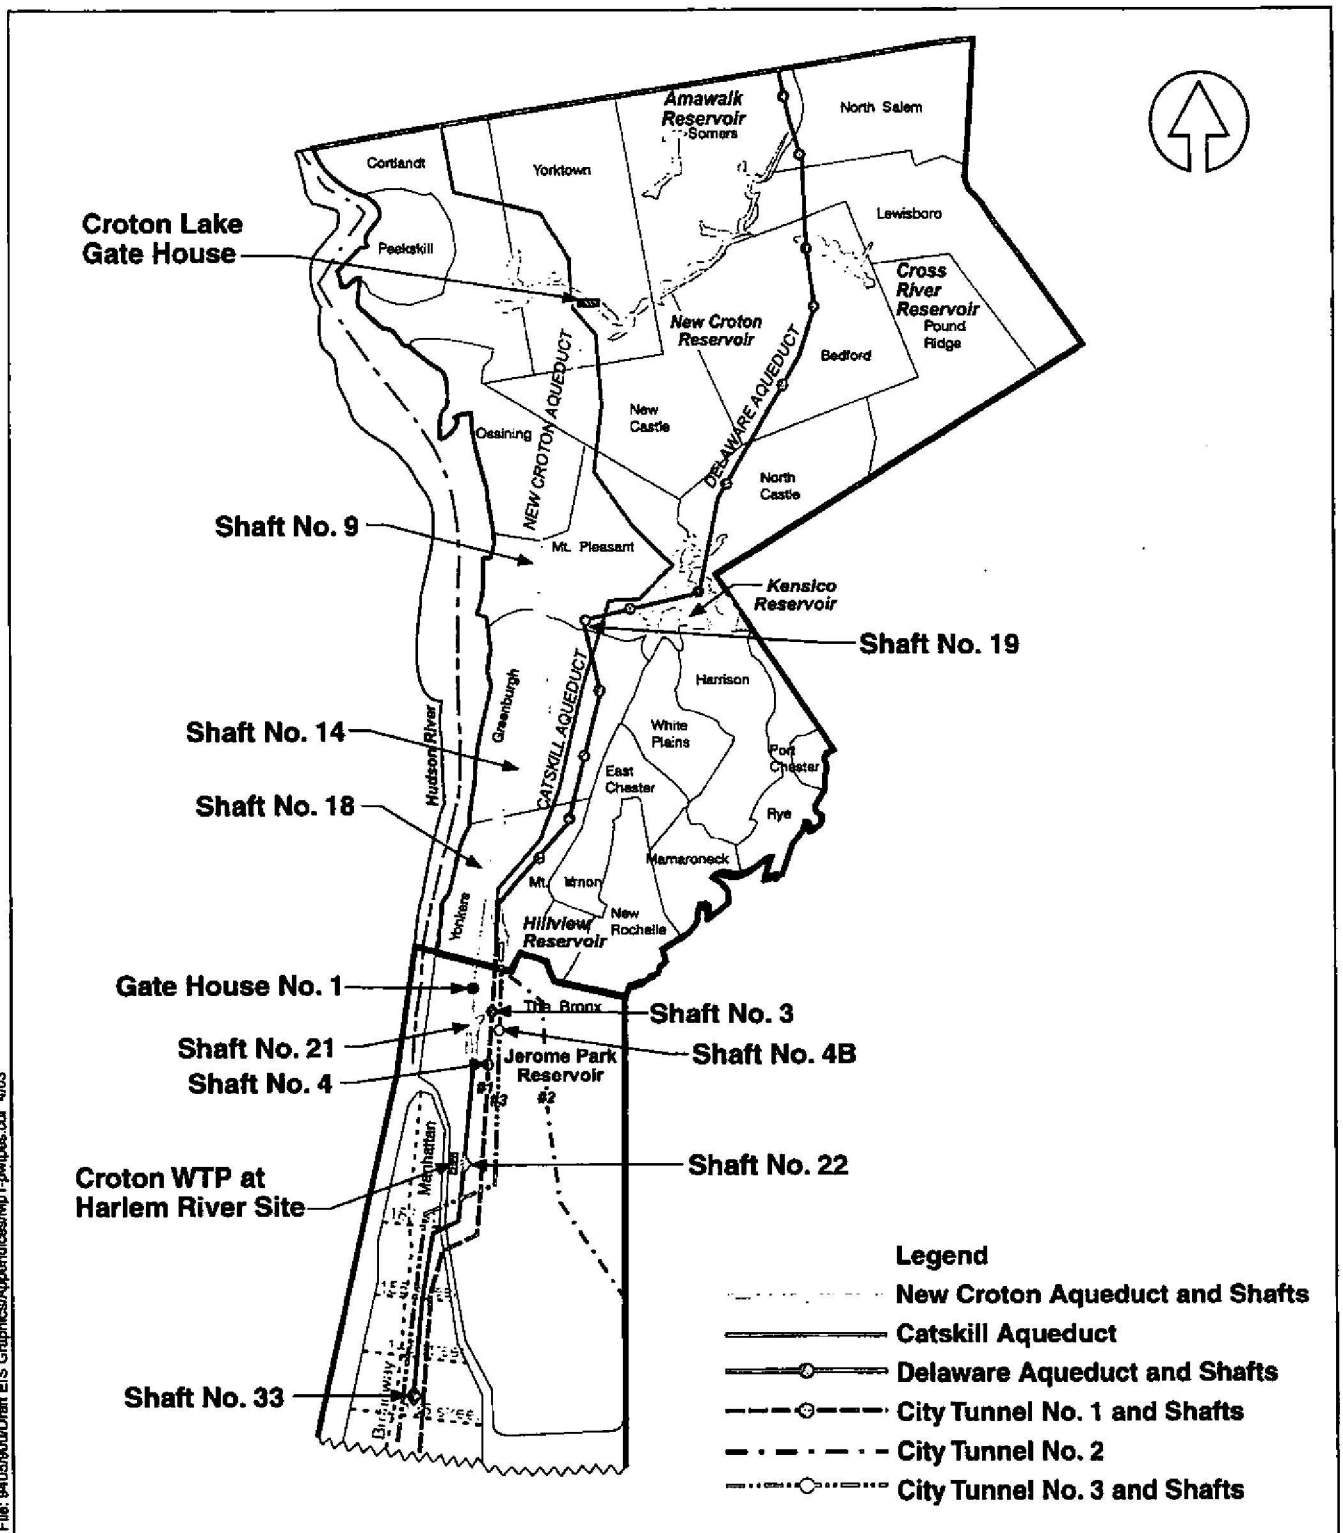 Amawalk
Reservoir
Somers
North Salem
Cortlandt
Yorktown
Lewisboro
Croton Lake
Gate House
Peekskill
Cross
River
Reservoir
New Croton
Reservoir
Pound
Ridge
Bedford
NEW CROTON AQUEDUCT
DELAWARE AQUEDUCT
New
Castle
Ossining
North
Castle
Shaft No. 9
Mt. Pleasant
Kensico
Reservoir
Shaft No. 19
Greenburgh
CATSKILL AQUEDUCT
Harrison
Shaft No. 14
Hudson River
White
Plains
Port
Chester
East
Chester
Shaft No. 18
Rye
Mamaroneck
Mt.
Yonkers
New
Rochelle
Hillview
Reservoir
Gate House No. 1
The Bronx
Shaft No. 3
Shaft No. 21
Shaft No. 4B
Jerome Park
Reservoir
Shaft No. 4
#1
#3
#2
Manhattan
Shaft No. 22
Croton WTP at
Harlem River Site
Shaft No. 33
Legend
New Croton Aqueduct and Shafts
Catskill Aqueduct
Delaware Aqueduct and Shafts
City Tunnel No. 1 and Shafts
City Tunnel No. 2
City Tunnel No. 3 and Shafts